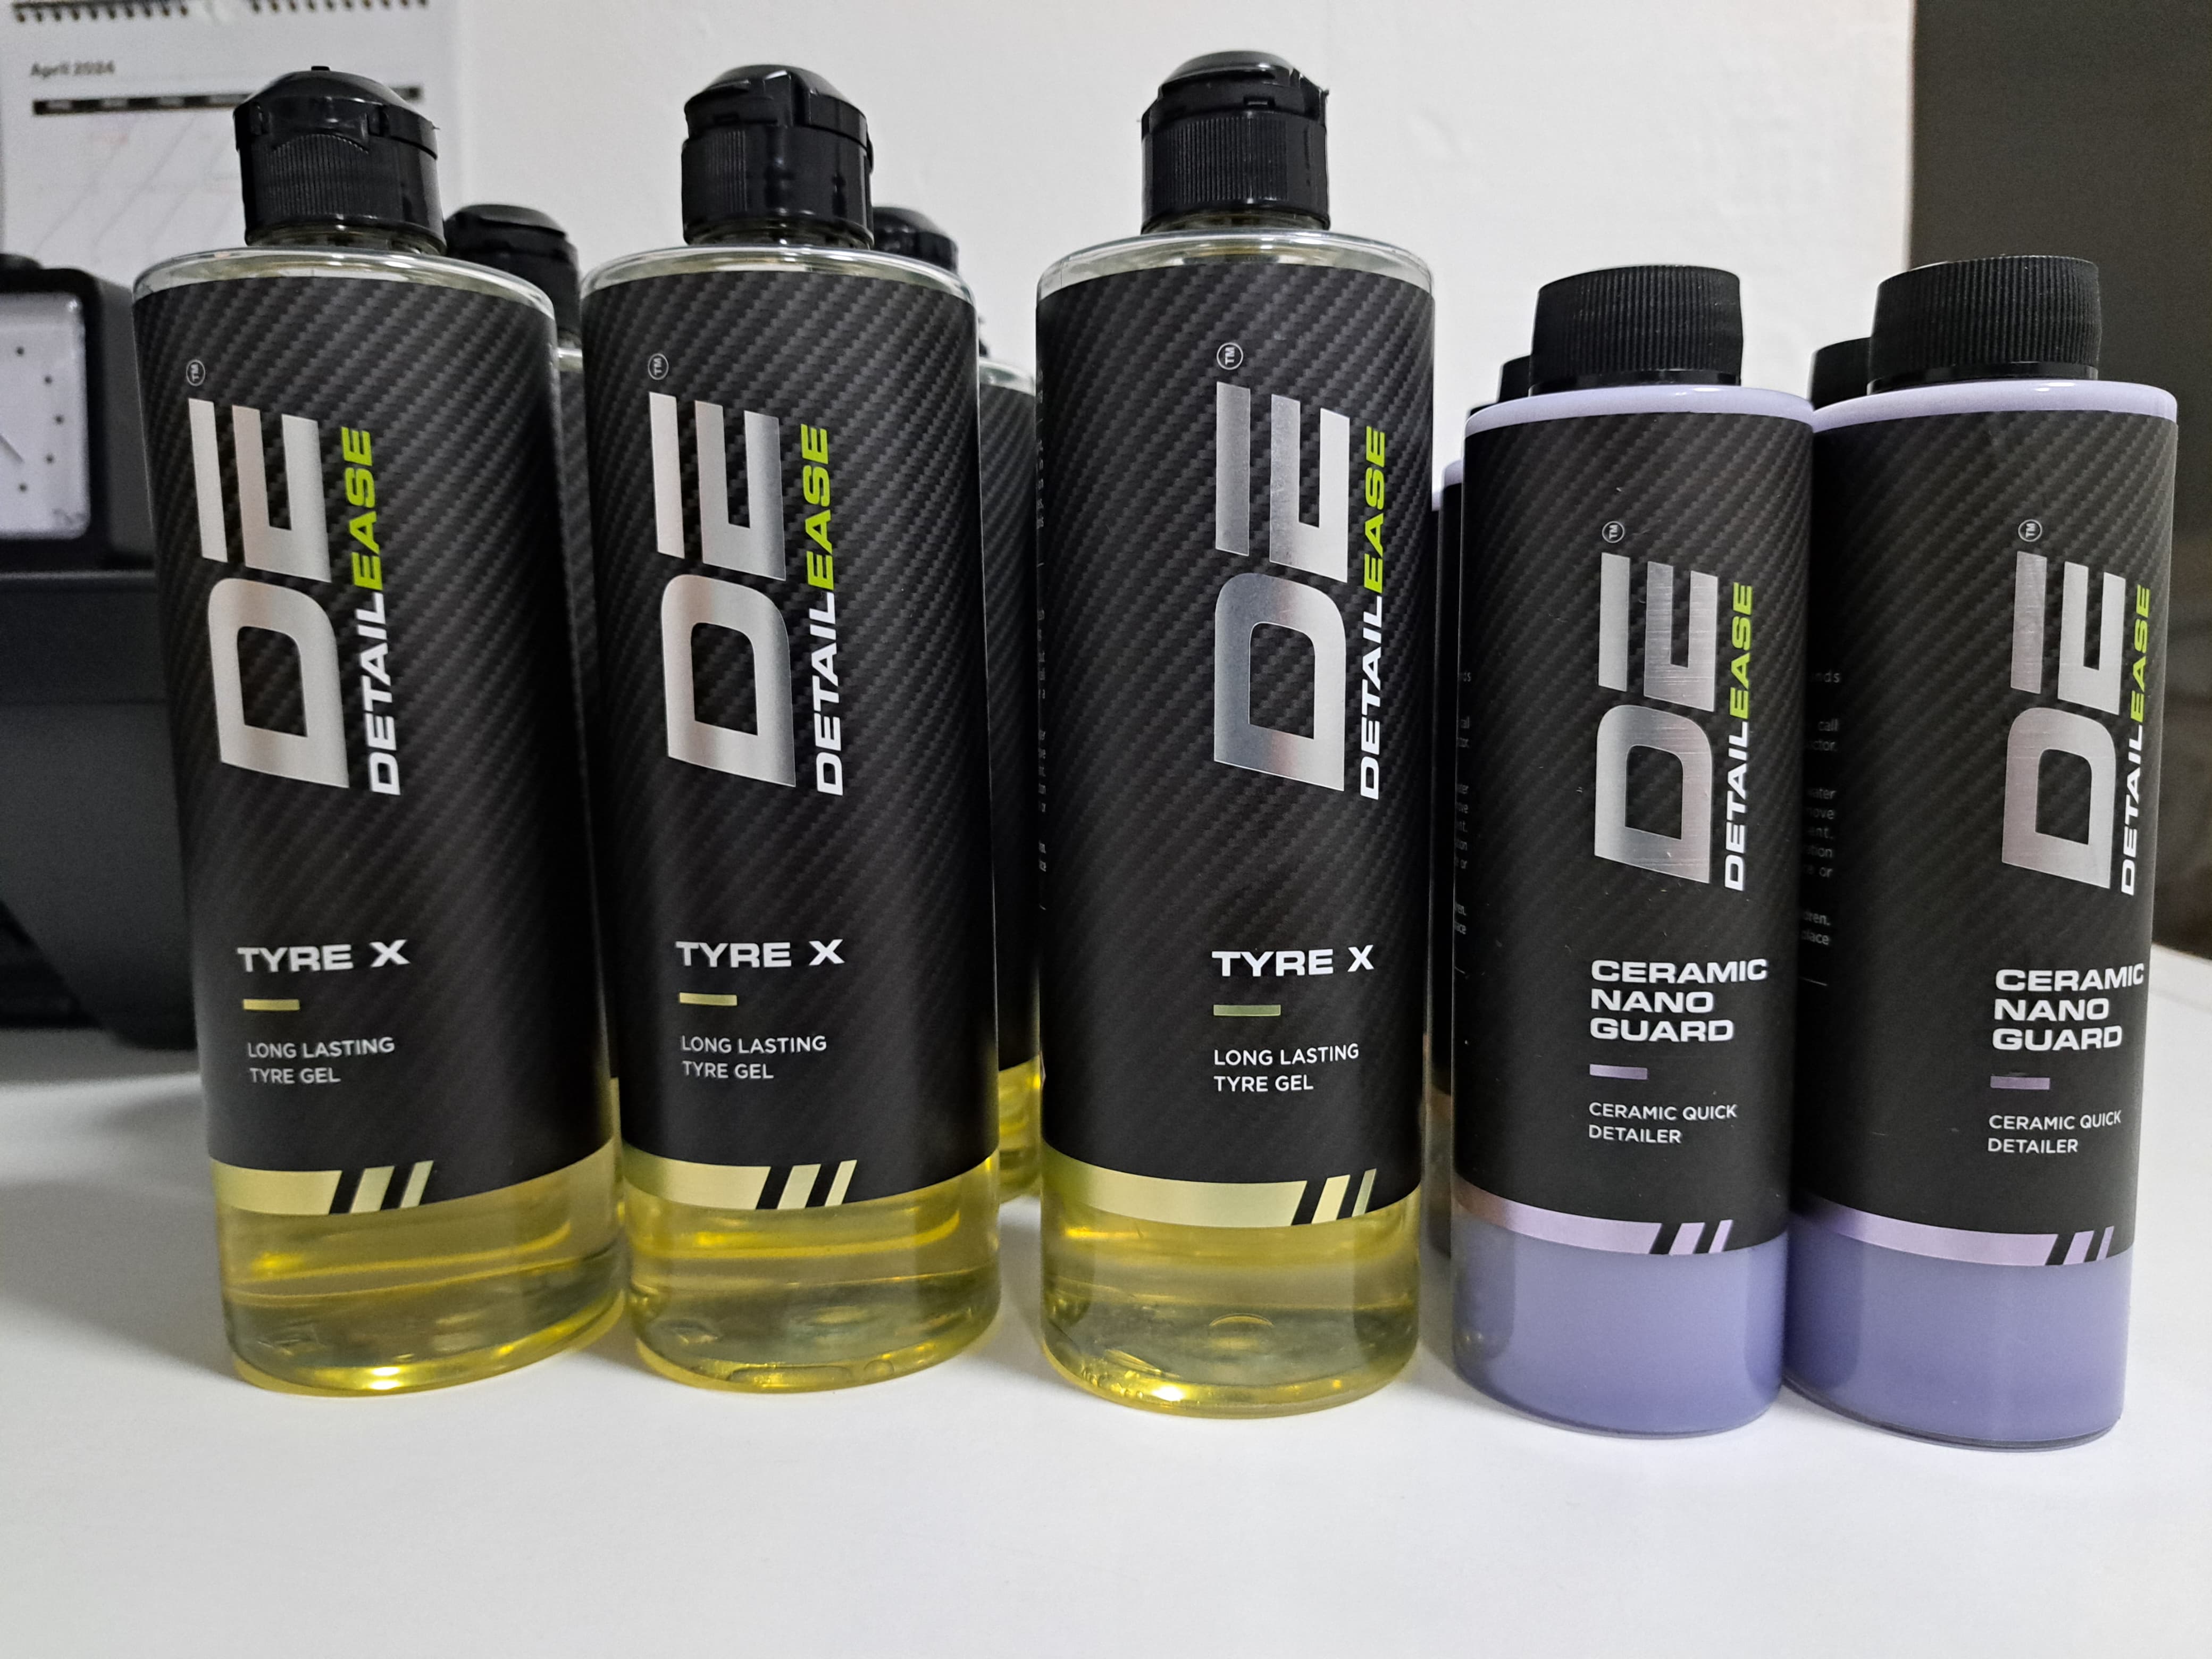 April 2024
TM
DE
DETAILEASE
TYRE X
LONG LASTING
TYRE GEL
TM
DE
DETAILEASE
TYRE X
LONG LASTING
TYRE GEL
TM
DE
DETAILEASE
TYRE X
LONG LASTING
TYRE GEL
TM
DE
DETAILEASE
CERAMIC
NANO
GUARD
CERAMIC QUICK
DETAILER
call
TM
DE
DETAILEASE
CERAMIC
NANO
GUARD
CERAMIC QUICK
DETAILER